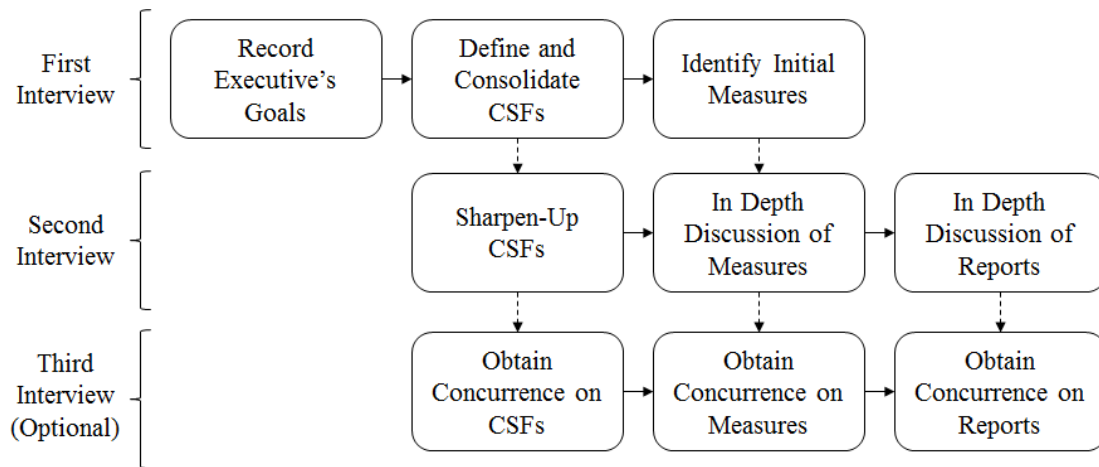 First
Interview
Record
Executive's
Goals
Define and
Consolidate
CSFs
Identify Initial
Measures
Second
Interview
Sharpen-Up
CSFs
In Depth
Discussion of
Measures
In Depth
Discussion of
Reports
Third
Interview
(Optional)
Obtain
Concurrence on
CSFs
Obtain
Concurrence on
Measures
Obtain
Concurrence on
Reports